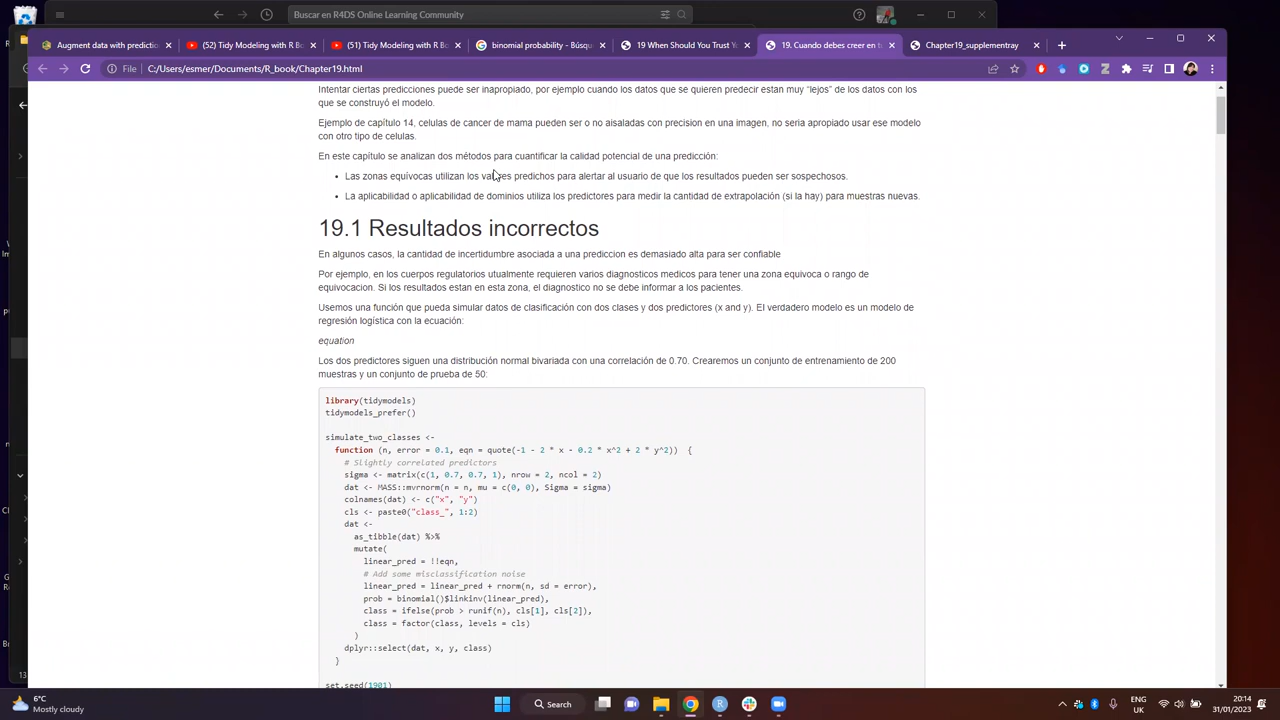 Buscar en R4DS Online Learning Community
Augment data with predictio
(52) Tidy Modeling with R Bo
(51) Tidy Modeling with R Bo
binomial probability - Búsqu
19 When Should You Trust Yo
19. Cuando debes creer en tu
Chapter19_supplementray
File
C:/Users/esmer/Documents/R_book/Chapter19.html
Intentar ciertas predicciones puede ser inapropiado, por ejemplo cuando los datos que se quieren predecir estan muy “lejos” de los datos con los
que se construyó el modelo.
Ejemplo de capítulo 14, celulas de cancer de mama pueden ser o no aisaladas con precision en una imagen, no seria apropiado usar ese modelo
con otro tipo de celulas.
En este capítulo se analizan dos métodos para cuantificar la calidad potencial de una predicción:
• Las zonas equívocas utilizan los valores predichos para alertar al usuario de que los resultados pueden ser sospechosos.
• La aplicabilidad o aplicabilidad de dominios utiliza los predictores para medir la cantidad de extrapolación (si la hay) para muestras nuevas.
19.1 Resultados incorrectos
En algunos casos, la cantidad de incertidumbre asociada a una prediccion es demasiado alta para ser confiable
Por ejemplo, en los cuerpos regulatorios utualmente requieren varios diagnosticos medicos para tener una zona equivoca o rango de
equivocacion. Si los resultados estan en esta zona, el diagnostico no se debe informar a los pacientes.
Usemos una función que pueda simular datos de clasificación con dos clases y dos predictores (x and y). El verdadero modelo es un modelo de
regresión logística con la ecuación:
equation
Los dos predictores siguen una distribución normal bivariada con una correlación de 0.70. Crearemos un conjunto de entrenamiento de 200
muestras y un conjunto de prueba de 50:
library(tidymodels)
tidymodels_prefer()
simulate_two_classes <-
function (n, error = 0.1, eqn = quote(-1 - 2 * x - 0.2 * x^2 + 2 * y^2)) {
# Slightly correlated predictors
sigma <- matrix(c(1, 0.7, 0.7, 1), nrow = 2, ncol = 2)
dat <- MASS::mvrnorm(n = n, mu = c(0, 0), Sigma = sigma)
colnames(dat) <- c("x", "y")
cls <- paste0("class_", 1:2)
dat <-
as_tibble(dat) %>%
mutate(
linear_pred = !!eqn,
# Add some misclassification noise
linear_pred = linear_pred + rnorm(n, sd = error),
prob = binomial()$linkinv(linear_pred),
class = ifelse(prob > runif(n), cls[1], cls[2]),
class = factor(class, levels = cls)
)
dplyr::select(dat, x, y, class)
}
set.seed(1901)
6°C
Mostly cloudy
Search
ENG
UK
20:14
31/01/2023